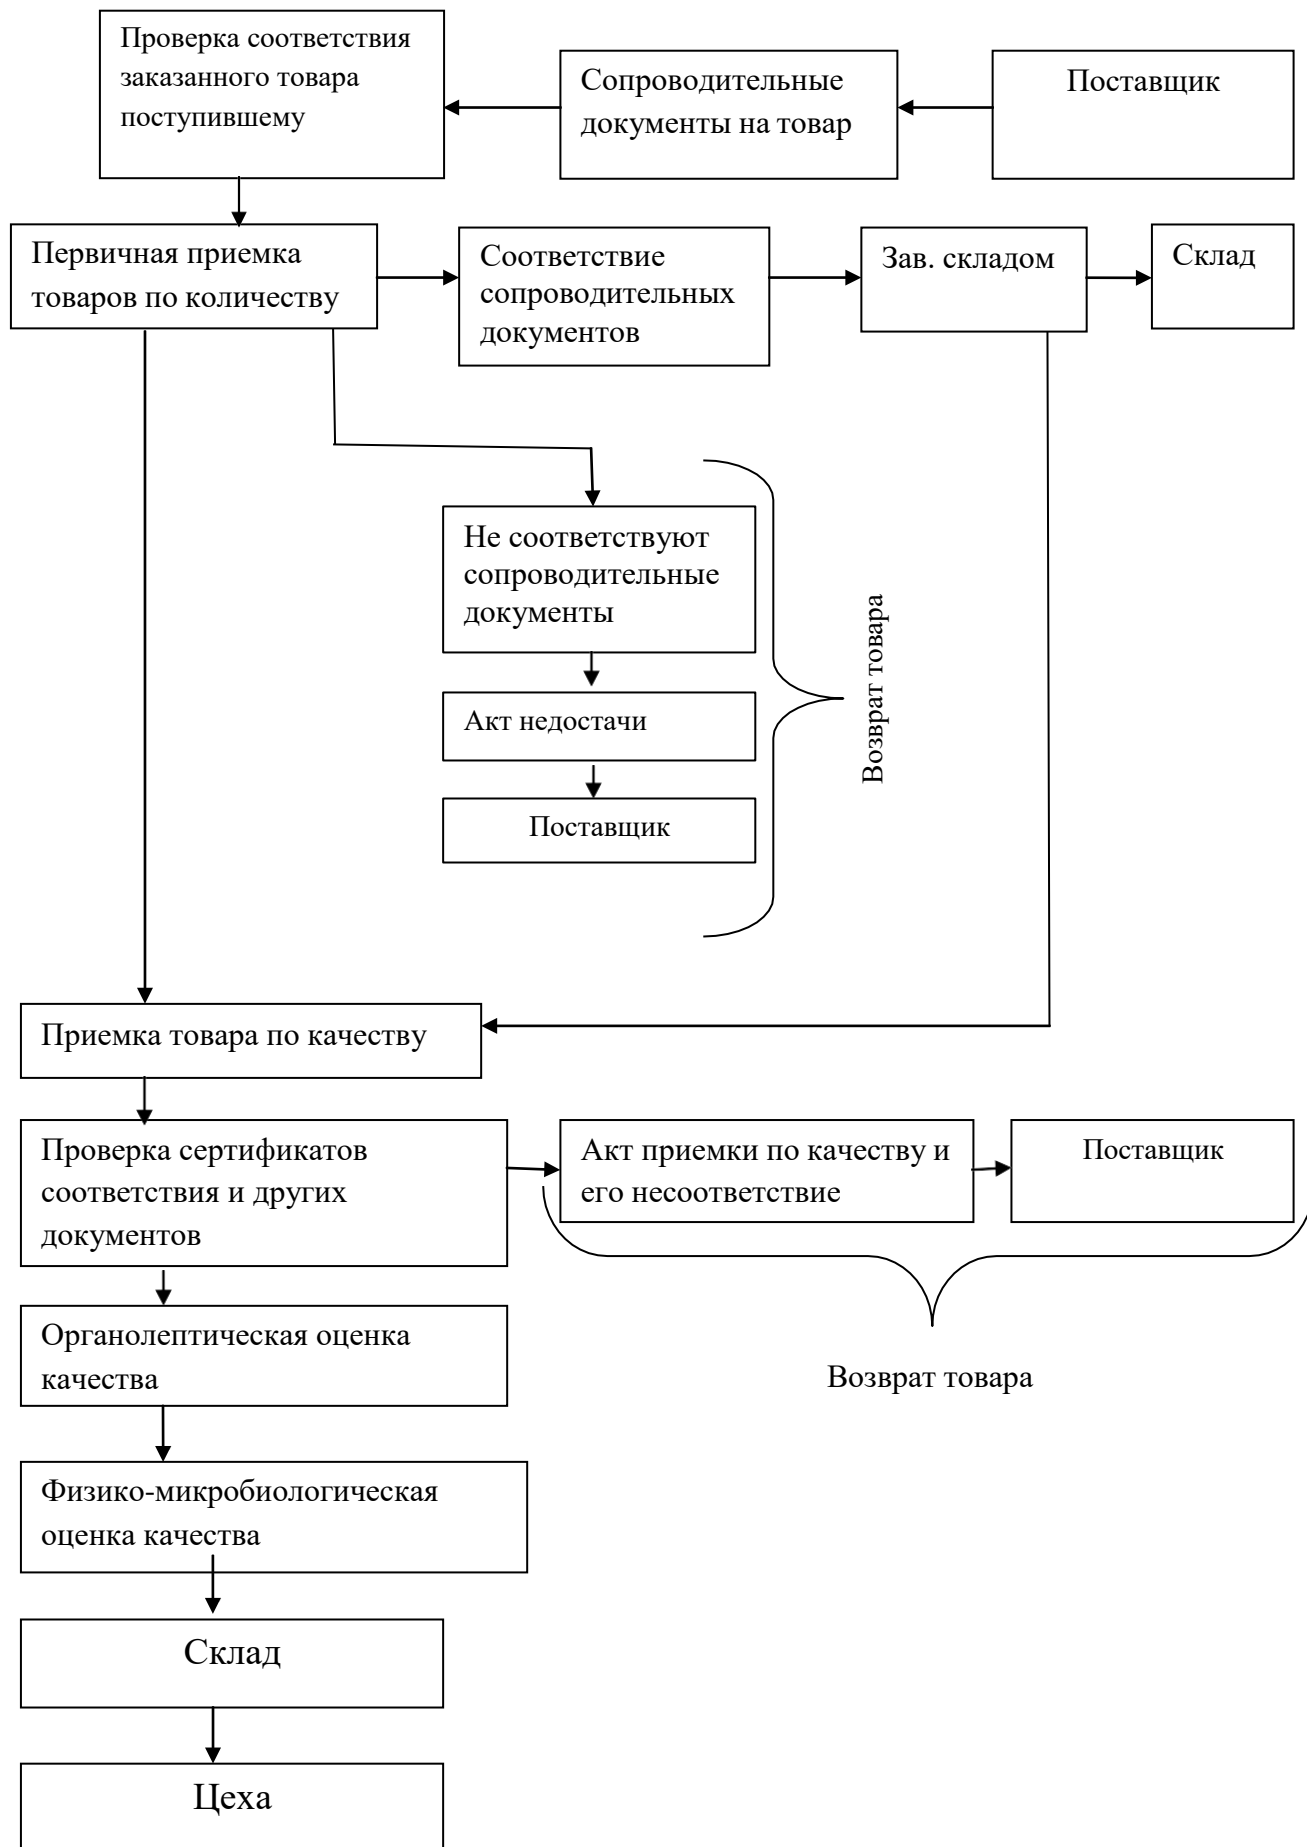 Проверка соответствия
заказанного товара
поступившему
Сопроводительные
документы на товар
Поставщик
Первичная приемка
товаров по количеству
Соответствие
сопроводительных
документов
Зав. складом
Склад
Не соответствуют
сопроводительные
документы
Акт недостачи
Поставщик
Возврат товара
Приемка товара по качеству
Проверка сертификатов
соответствия и других
документов
Акт приемки по качеству и
его несоответствие
Поставщик
Возврат товара
Органолептическая оценка
качества
Физико-микробиологическая
оценка качества
Склад
Цеха